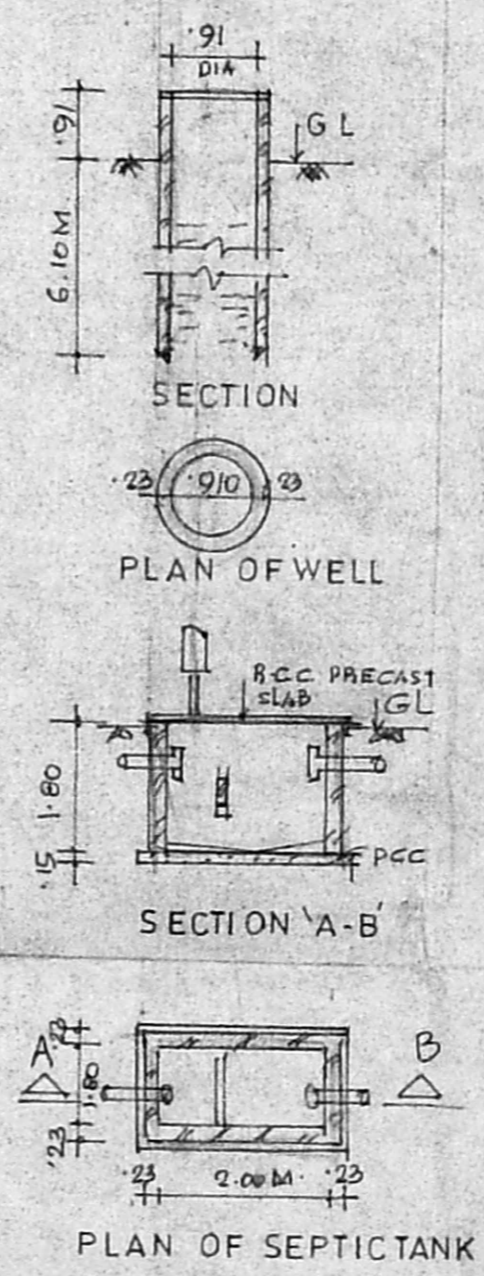 .91
DIA
.91
GL
6.10M.
SECTION
.23 .910 .23
PLAN OF WELL
R.C.C. PRECAST
SLAB
GL
1.80
.15
PCC
SECTION 'A-B'
.23
A
B
1.80
.23
.23 2.00M. .23
PLAN OF SEPTIC TANK